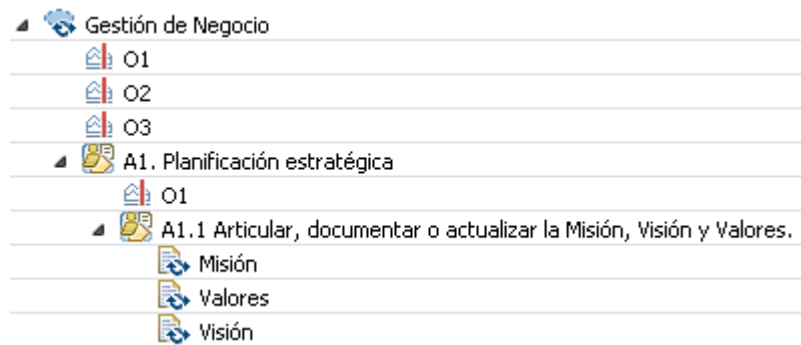 Gestión de Negocio
O1
O2
O3
A1. Planificación estratégica
O1
A1.1 Articular, documentar o actualizar la Misión, Visión y Valores.
Misión
Valores
Visión